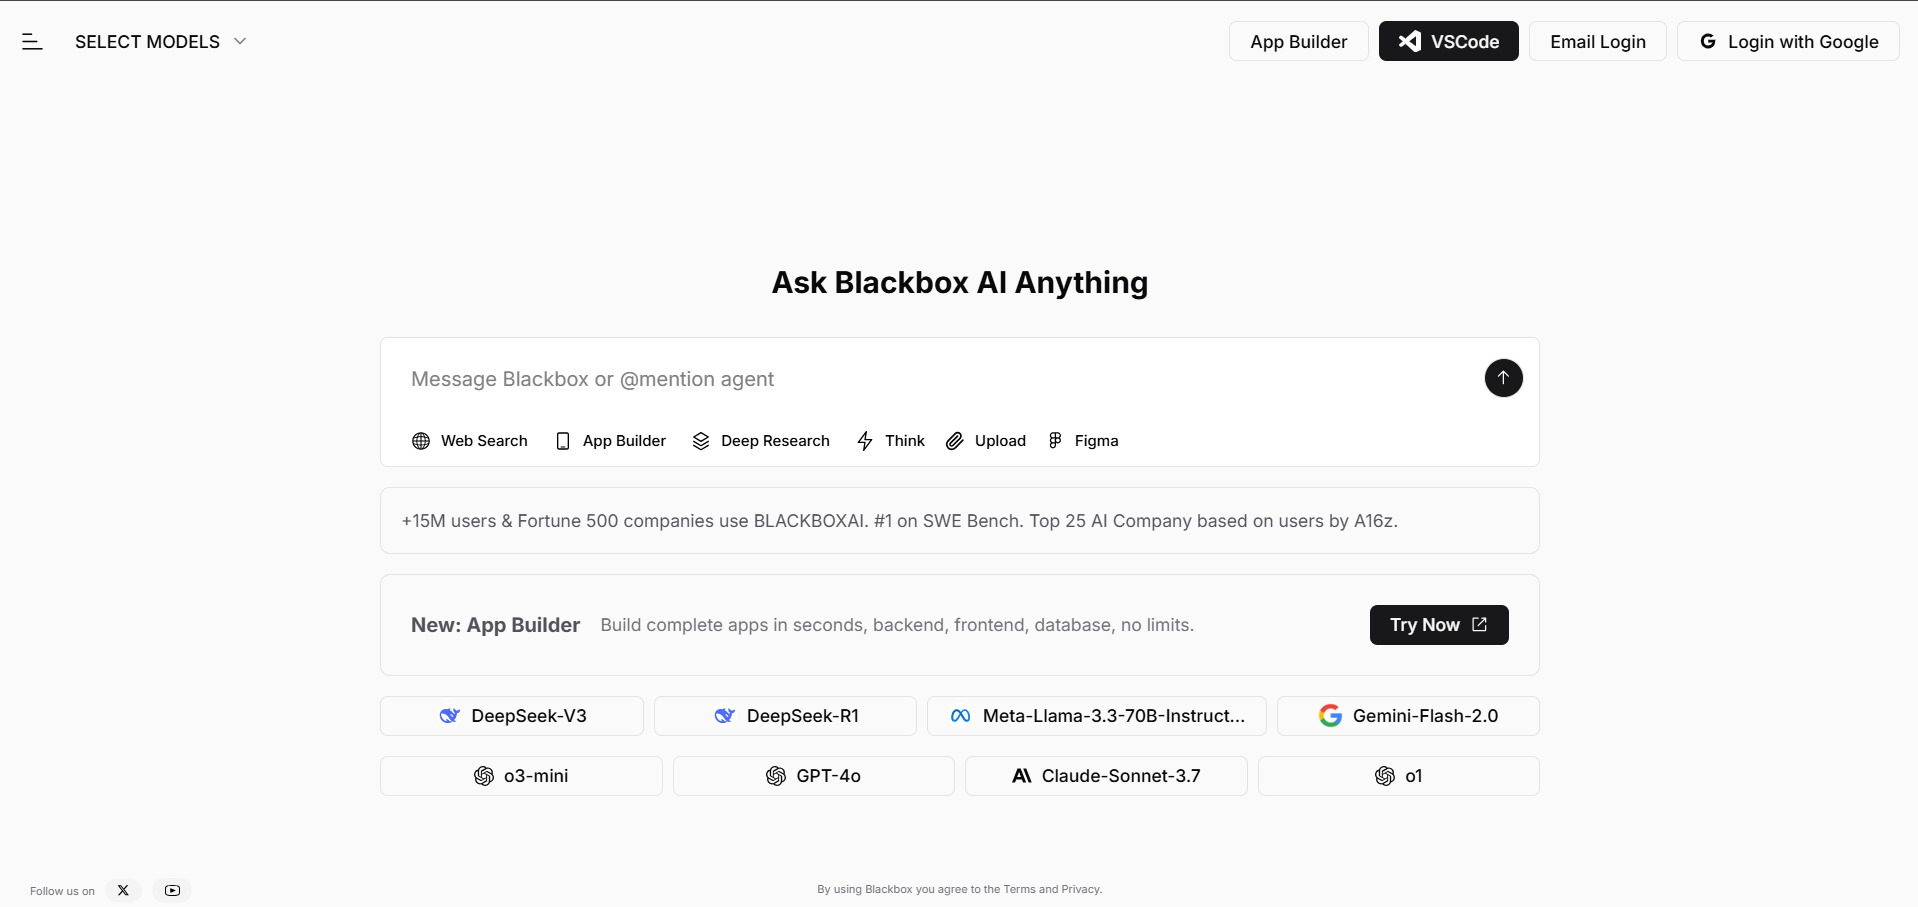 SELECT MODELS
App Builder
VSCode
Email Login
Login with Google
Ask Blackbox AI Anything
Message Blackbox or @mention agent
Web Search
App Builder
Deep Research
Think
Upload
Figma
+15M users & Fortune 500 companies use BLACKBOXAI. #1 on SWE Bench. Top 25 AI Company based on users by A16z.
New: App Builder
Build complete apps in seconds, backend, frontend, database, no limits.
Try Now
DeepSeek-V3
DeepSeek-R1
Meta-Llama-3.3-70B-Instruct...
Gemini-Flash-2.0
o3-mini
GPT-4o
Claude-Sonnet-3.7
o1
Follow us on
By using Blackbox you agree to the Terms and Privacy.